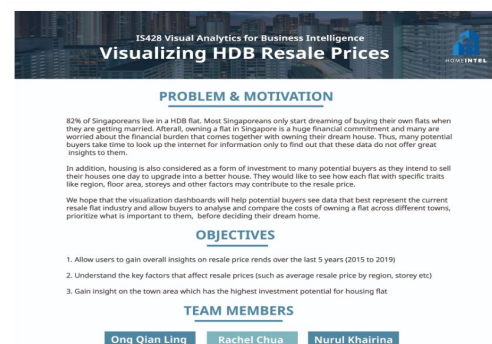 IS428 Visual Analytics for Business Intelligence
Visualizing HDB Resale Prices
HOMEINTEL
PROBLEM & MOTIVATION
82% of Singaporeans live in a HDB flat. Most Singaporeans only start dreaming of buying their own flats when
they are getting married. Afterall, owning a flat in Singapore is a huge financial commitment and many are
worried about the financial burden that comes together with owning their dream house. Thus, many potential
buyers take time to look up the internet for information only to find out that these data do not offer great
insights to them.
In addition, housing is also considered as a form of investment to many potential buyers as they intend to sell
their houses one day to upgrade into a better house. They would like to see how each flat with specific traits
like region, floor area, storeys and other factors may contribute to the resale price.
We hope that the visualization dashboards will help potential buyers see data that best represent the current
resale flat industry and allow buyers to analyse and compare the costs of owning a flat across different towns,
prioritize what is important to them, before deciding their dream home.
OBJECTIVES
1. Allow users to gain overall insights on resale price rends over the last 5 years (2015 to 2019)
2. Understand the key factors that affect resale prices (such as average resale price by region, storey etc)
3. Gain insight on the town area which has the highest investment potential for housing flat
TEAM MEMBERS
Ong Qian Ling
Rachel Chua
Nurul Khairina